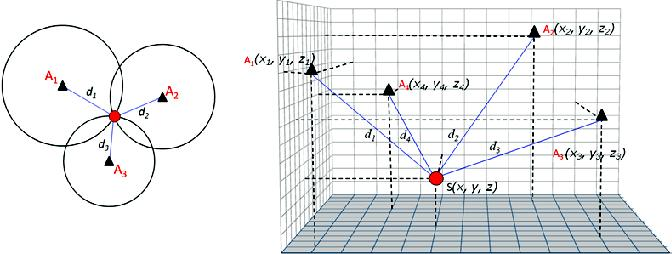 A₁
d₁
A₂
d₂
d₃
A₃
A₁(x₁, y₁, z₁)
A₂(x₂, y₂, z₂)
A₄(x₄, y₄, z₄)
d₁
d₄
d₂
d₃
A₃(x₃, y₃, z₃)
S(x, y, z)